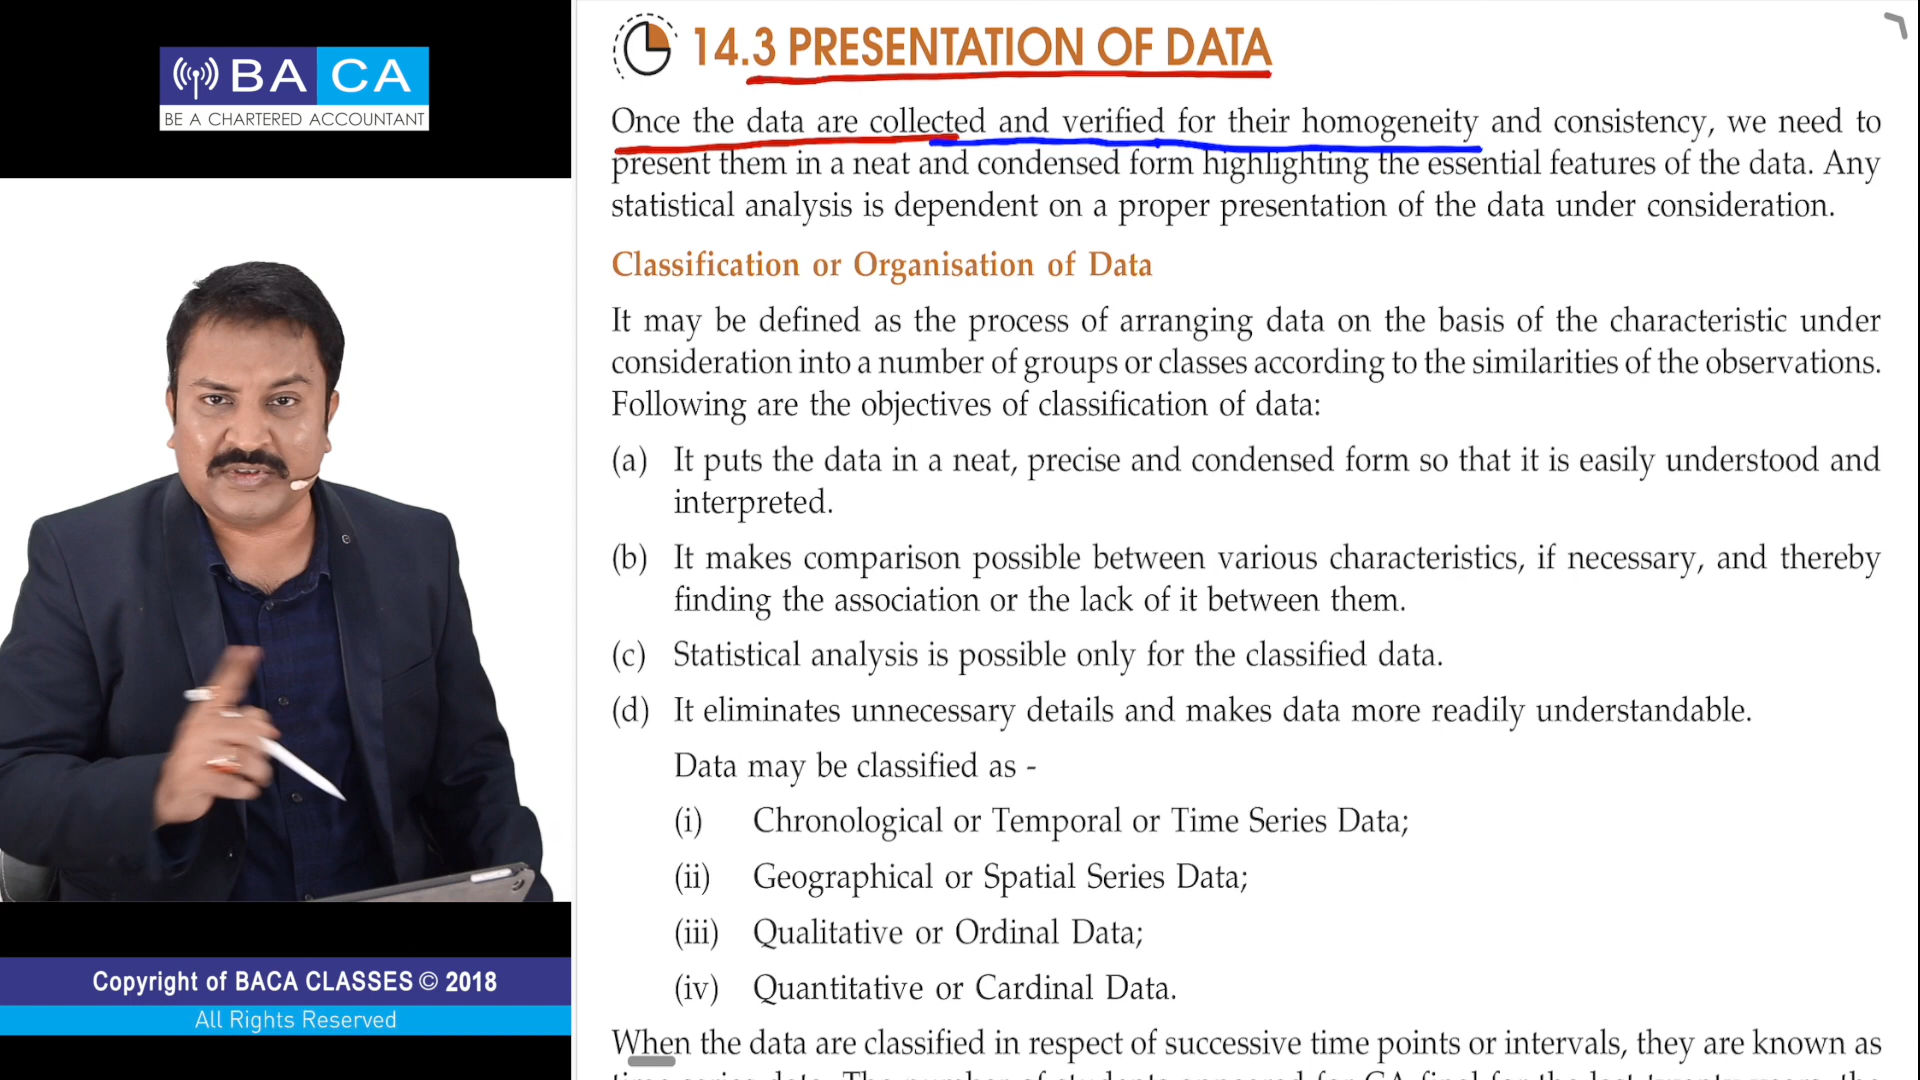 BA CA
BE A CHARTERED ACCOUNTANT
14.3 PRESENTATION OF DATA
Once the data are collected and verified for their homogeneity and consistency, we need to
present them in a neat and condensed form highlighting the essential features of the data. Any
statistical analysis is dependent on a proper presentation of the data under consideration.
Classification or Organisation of Data
It may be defined as the process of arranging data on the basis of the characteristic under
consideration into a number of groups or classes according to the similarities of the observations.
Following are the objectives of classification of data:
(a) It puts the data in a neat, precise and condensed form so that it is easily understood and
interpreted.
(b) It makes comparison possible between various characteristics, if necessary, and thereby
finding the association or the lack of it between them.
(c) Statistical analysis is possible only for the classified data.
(d) It eliminates unnecessary details and makes data more readily understandable.
Data may be classified as -
(i) Chronological or Temporal or Time Series Data;
(ii) Geographical or Spatial Series Data;
(iii) Qualitative or Ordinal Data;
(iv) Quantitative or Cardinal Data.
When the data are classified in respect of successive time points or intervals, they are known as
Copyright of BACA CLASSES © 2018
All Rights Reserved